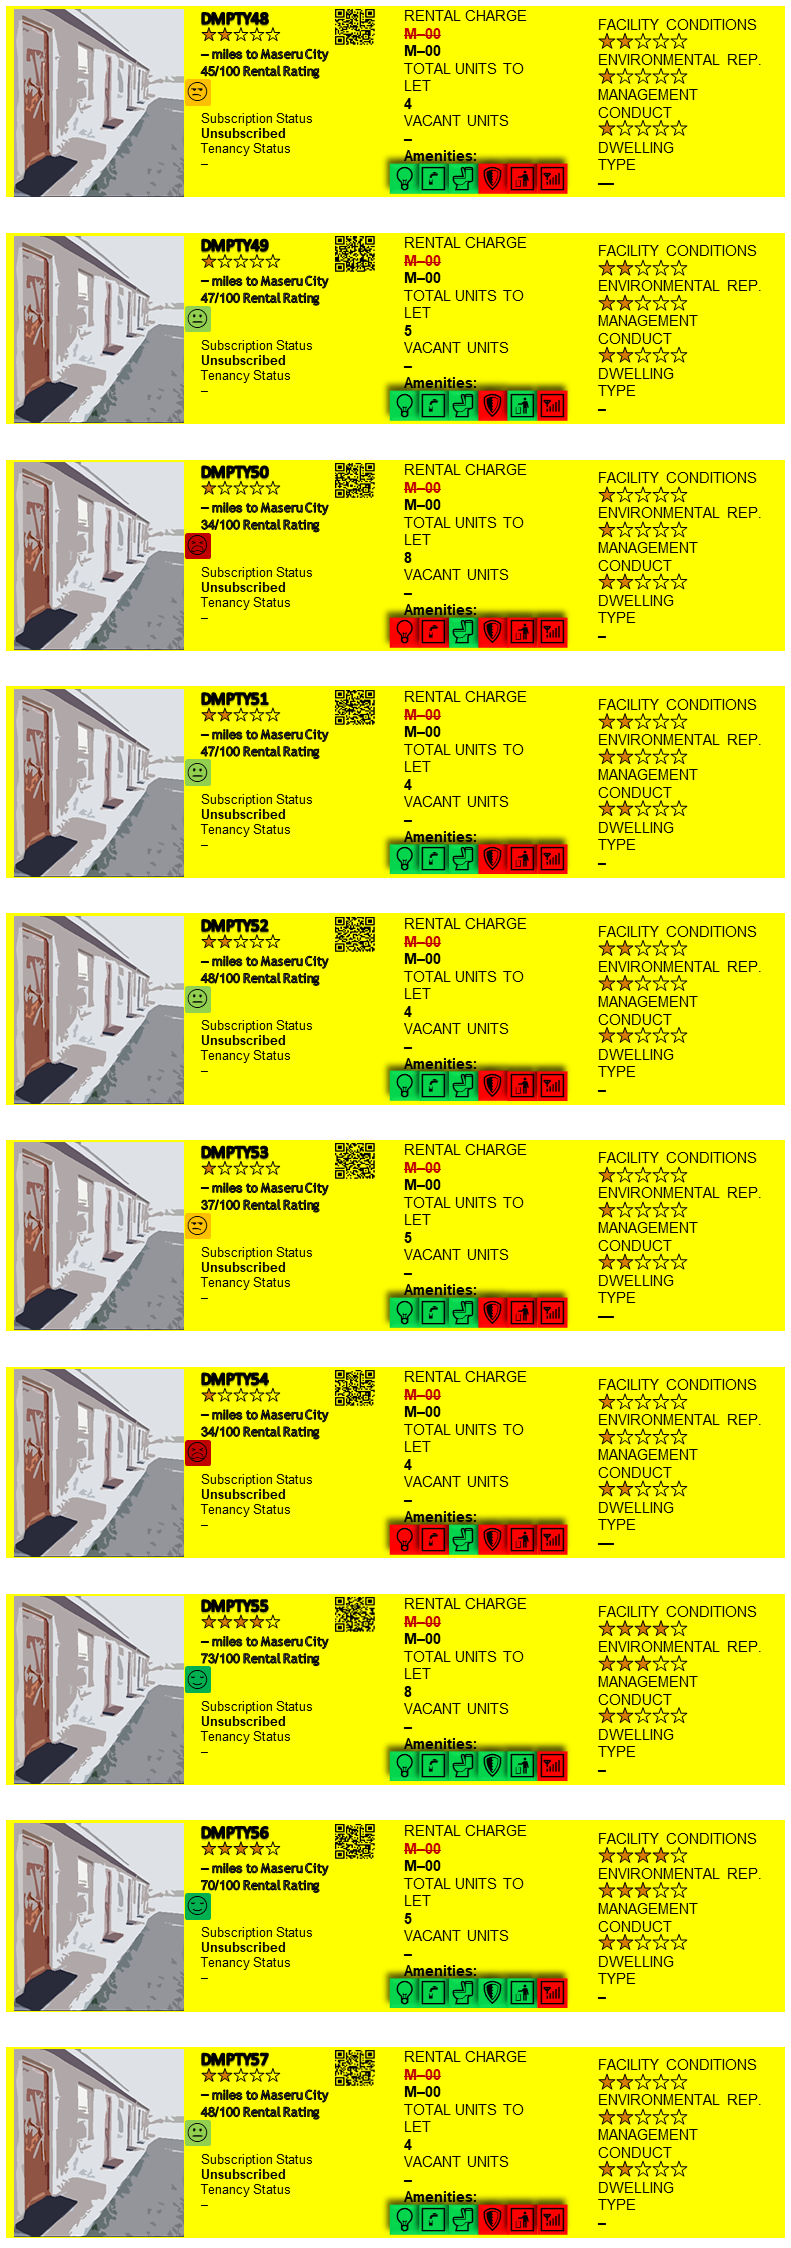 DMPTY48
– miles to Maseru City
45/100 Rental Rating
Subscription Status
Unsubscribed
Tenancy Status
–
RENTAL CHARGE
M–00
M–00
TOTAL UNITS TO
LET
4
VACANT UNITS
–
Amenities:
FACILITY CONDITIONS
ENVIRONMENTAL REP.
MANAGEMENT
CONDUCT
DWELLING
TYPE
—
DMPTY49
– miles to Maseru City
47/100 Rental Rating
Subscription Status
Unsubscribed
Tenancy Status
–
RENTAL CHARGE
M–00
M–00
TOTAL UNITS TO
LET
5
VACANT UNITS
–
Amenities:
FACILITY CONDITIONS
ENVIRONMENTAL REP.
MANAGEMENT
CONDUCT
DWELLING
TYPE
–
DMPTY50
– miles to Maseru City
34/100 Rental Rating
Subscription Status
Unsubscribed
Tenancy Status
–
RENTAL CHARGE
M–00
M–00
TOTAL UNITS TO
LET
8
VACANT UNITS
–
Amenities:
FACILITY CONDITIONS
ENVIRONMENTAL REP.
MANAGEMENT
CONDUCT
DWELLING
TYPE
–
DMPTY51
– miles to Maseru City
47/100 Rental Rating
Subscription Status
Unsubscribed
Tenancy Status
–
RENTAL CHARGE
M–00
M–00
TOTAL UNITS TO
LET
4
VACANT UNITS
–
Amenities:
FACILITY CONDITIONS
ENVIRONMENTAL REP.
MANAGEMENT
CONDUCT
DWELLING
TYPE
–
DMPTY52
– miles to Maseru City
48/100 Rental Rating
Subscription Status
Unsubscribed
Tenancy Status
–
RENTAL CHARGE
M–00
M–00
TOTAL UNITS TO
LET
4
VACANT UNITS
–
Amenities:
FACILITY CONDITIONS
ENVIRONMENTAL REP.
MANAGEMENT
CONDUCT
DWELLING
TYPE
–
DMPTY53
– miles to Maseru City
37/100 Rental Rating
Subscription Status
Unsubscribed
Tenancy Status
–
RENTAL CHARGE
M–00
M–00
TOTAL UNITS TO
LET
5
VACANT UNITS
–
Amenities:
FACILITY CONDITIONS
ENVIRONMENTAL REP.
MANAGEMENT
CONDUCT
DWELLING
TYPE
—
DMPTY54
– miles to Maseru City
34/100 Rental Rating
Subscription Status
Unsubscribed
Tenancy Status
–
RENTAL CHARGE
M–00
M–00
TOTAL UNITS TO
LET
4
VACANT UNITS
–
Amenities:
FACILITY CONDITIONS
ENVIRONMENTAL REP.
MANAGEMENT
CONDUCT
DWELLING
TYPE
—
DMPTY55
– miles to Maseru City
73/100 Rental Rating
Subscription Status
Unsubscribed
Tenancy Status
–
RENTAL CHARGE
M–00
M–00
TOTAL UNITS TO
LET
8
VACANT UNITS
–
Amenities:
FACILITY CONDITIONS
ENVIRONMENTAL REP.
MANAGEMENT
CONDUCT
DWELLING
TYPE
–
DMPTY56
– miles to Maseru City
70/100 Rental Rating
Subscription Status
Unsubscribed
Tenancy Status
–
RENTAL CHARGE
M–00
M–00
TOTAL UNITS TO
LET
5
VACANT UNITS
–
Amenities:
FACILITY CONDITIONS
ENVIRONMENTAL REP.
MANAGEMENT
CONDUCT
DWELLING
TYPE
–
DMPTY57
– miles to Maseru City
48/100 Rental Rating
Subscription Status
Unsubscribed
Tenancy Status
–
RENTAL CHARGE
M–00
M–00
TOTAL UNITS TO
LET
4
VACANT UNITS
–
Amenities:
FACILITY CONDITIONS
ENVIRONMENTAL REP.
MANAGEMENT
CONDUCT
DWELLING
TYPE
–